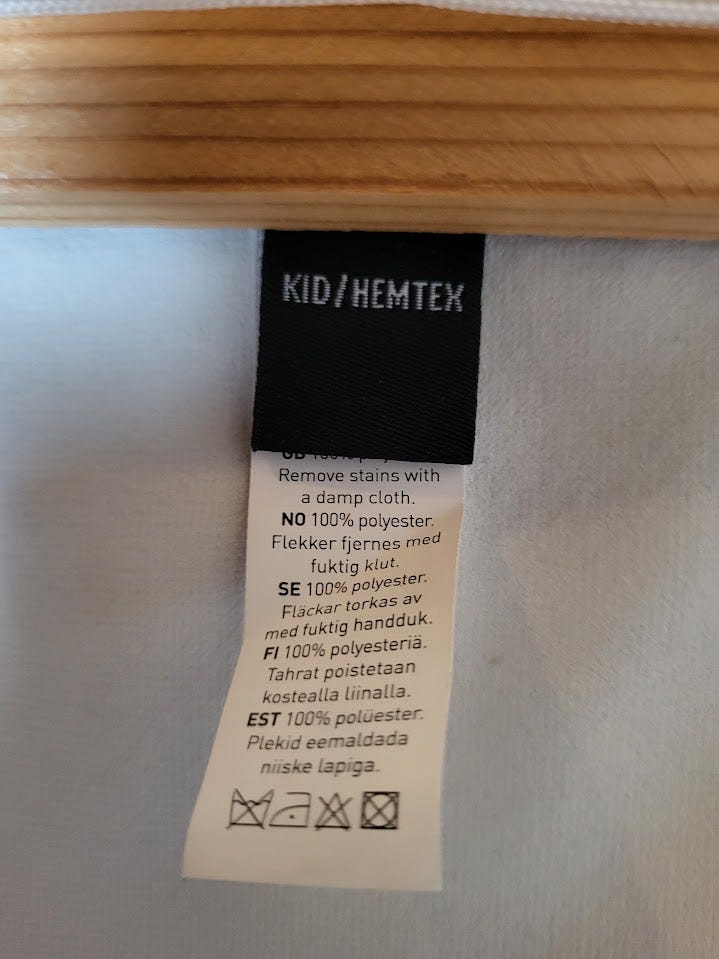 KID/HEMTEX
Remove stains with
a damp cloth.
NO 100% polyester.
Flekker fjernes med
fuktig klut.
SE 100% polyester.
Fläckar torkas av
med fuktig handduk.
FI 100% polyesteriä.
Tahrat poistetaan
kostealla liinalla.
EST 100% polüester.
Plekid eemaldada
niiske lapiga.